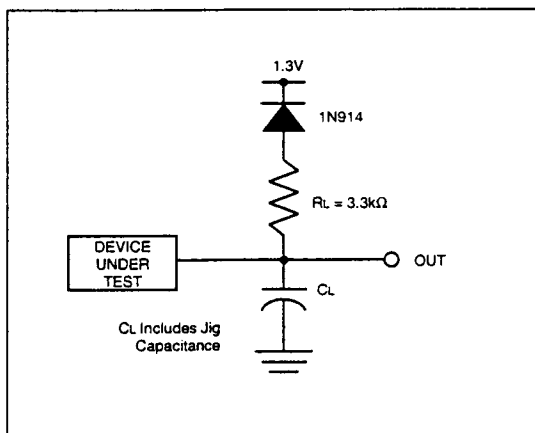 1.3V
1N914
RL = 3.3kΩ
DEVICE
UNDER
TEST
OUT
CL
CL Includes Jig
Capacitance